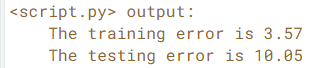 <script.py> output:
The training error is 3.57
The testing error is 10.05